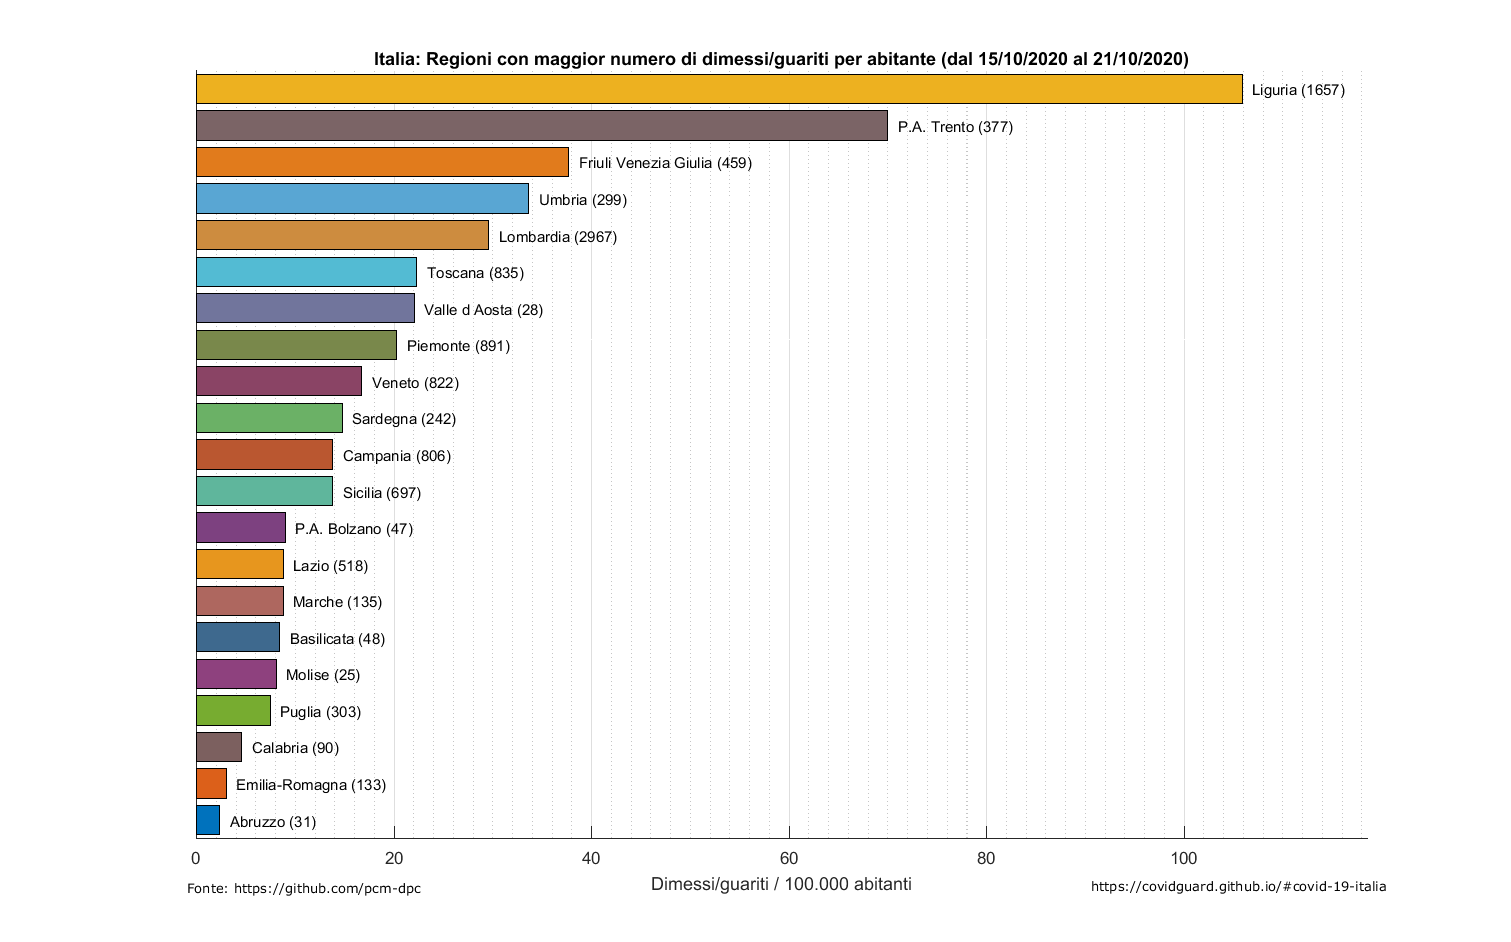 Italia: Regioni con maggior numero di dimessi/guariti per abitante (dal 15/10/2020 al 21/10/2020)
Liguria (1657)
P.A. Trento (377)
Friuli Venezia Giulia (459)
Umbria (299)
Lombardia (2967)
Toscana (835)
Valle d Aosta (28)
Piemonte (891)
Veneto (822)
Sardegna (242)
Campania (806)
Sicilia (697)
P.A. Bolzano (47)
Lazio (518)
Marche (135)
Basilicata (48)
Molise (25)
Puglia (303)
Calabria (90)
Emilia-Romagna (133)
Abruzzo (31)
0 20 40 60 80 100
Dimessi/guariti / 100.000 abitanti
Fonte: https://github.com/pcm-dpc
https://covidguard.github.io/#covid-19-italia